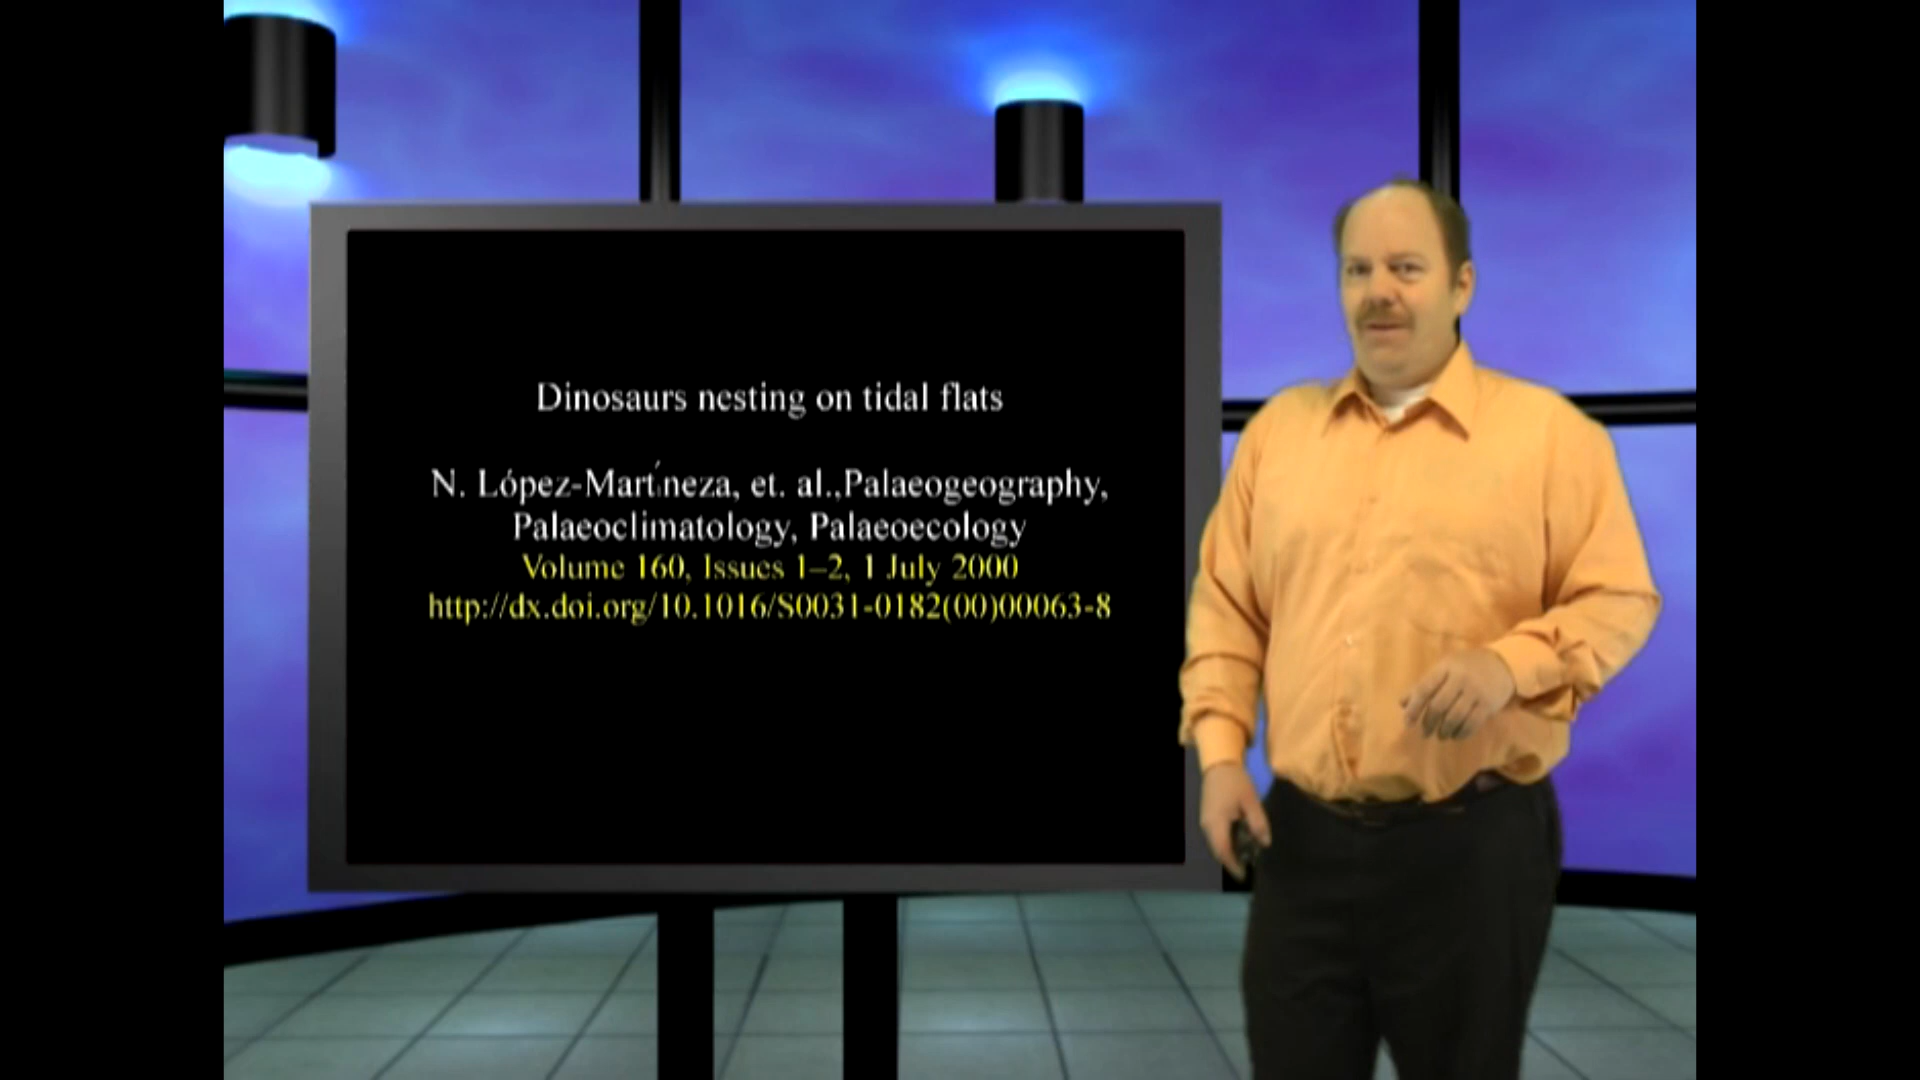 Dinosaurs nesting on tidal flats
N. López-Martíneza, et. al.,Palaeogeography,
Palaeoclimatology, Palaeoecology
Volume 160, Issues 1–2, 1 July 2000
http://dx.doi.org/10.1016/S0031-0182(00)00063-8